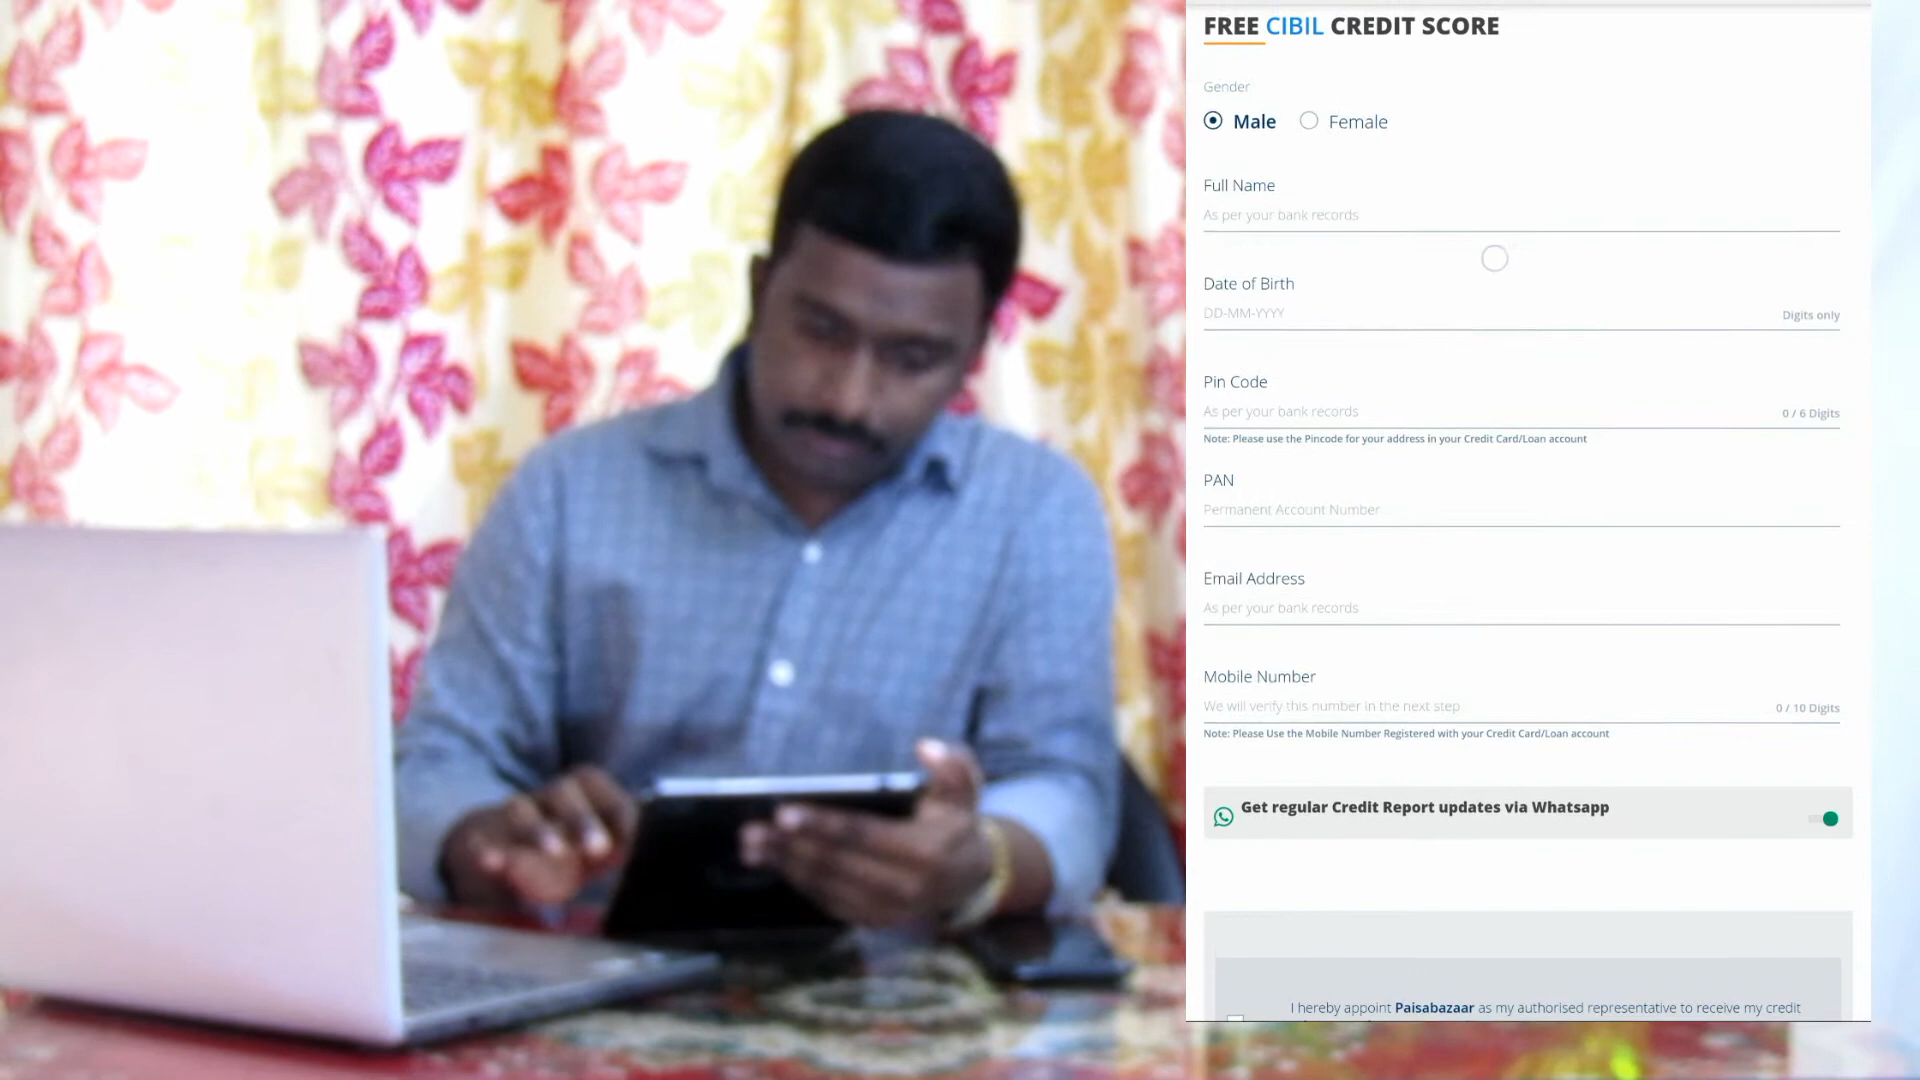 FREE CIBIL CREDIT SCORE
Gender
Male Female
Full Name
As per your bank records
Date of Birth
DD-MM-YYYY Digits only
Pin Code
As per your bank records 0 / 6 Digits
Note: Please use the Pincode for your address in your Credit Card/Loan account
PAN
Permanent Account Number
Email Address
As per your bank records
Mobile Number
We will verify this number in the next step 0 / 10 Digits
Note: Please Use the Mobile Number Registered with your Credit Card/Loan account
Get regular Credit Report updates via Whatsapp
I hereby appoint Paisabazaar as my authorised representative to receive my credit